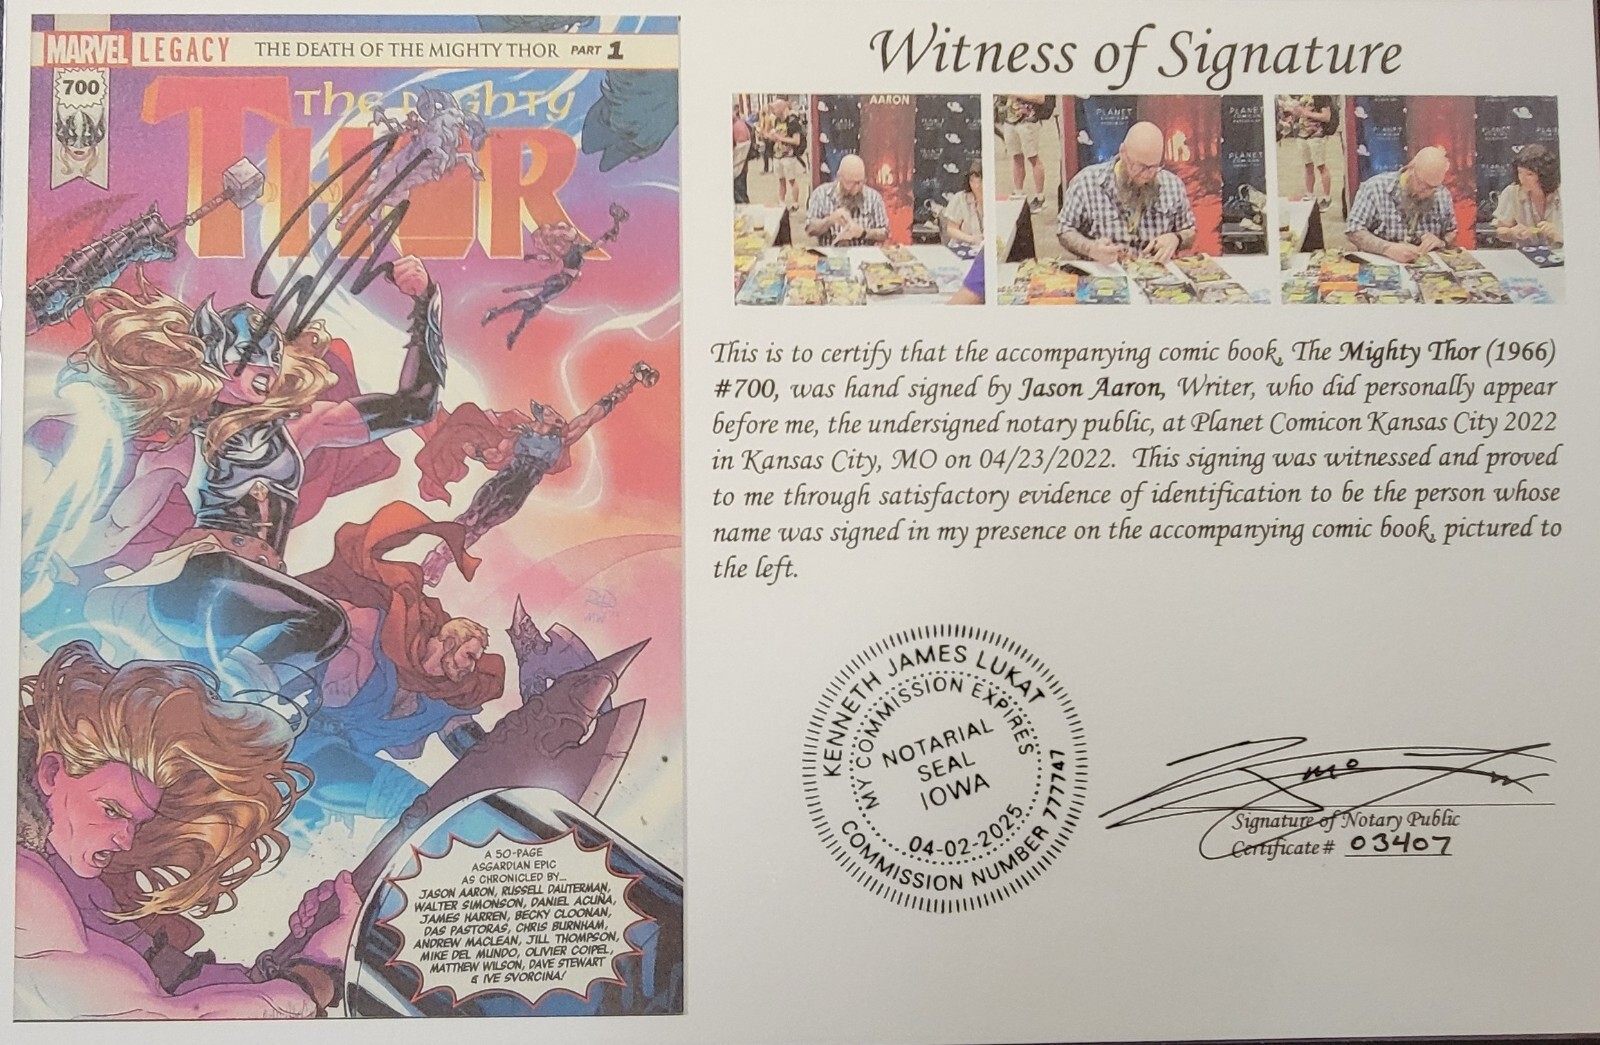 MARVEL LEGACY THE DEATH OF THE MIGHTY THOR PART 1
700
The Mighty
THOR
A 50-PAGE
ASGARDIAN EPIC
AS CHRONICLED BY...
JASON AARON, RUSSELL DAUTERMAN,
WALTER SIMONSON, DANIEL ACUÑA,
JAMES HARREN, BECKY CLOONAN,
DAS PASTORAS, CHRIS BURNHAM,
ANDREW MACLEAN, JILL THOMPSON,
MIKE DEL MUNDO, OLIVIER COIPEL,
MATTHEW WILSON, DAVE STEWART
& IVE SVORCINA!
Witness of Signature
AARON
PLANET
PLANET
PLANET
This is to certify that the accompanying comic book, The Mighty Thor (1966)
#700, was hand signed by Jason Aaron, Writer, who did personally appear
before me, the undersigned notary public, at Planet Comicon Kansas City 2022
in Kansas City, MO on 04/23/2022. This signing was witnessed and proved
to me through satisfactory evidence of identification to be the person whose
name was signed in my presence on the accompanying comic book, pictured to
the left.
KENNETH JAMES LUKAT
MY COMMISSION EXPIRES
NOTARIAL
SEAL
IOWA
04-02-2025
COMMISSION NUMBER 777747
Signature of Notary Public
Certificate # 03407